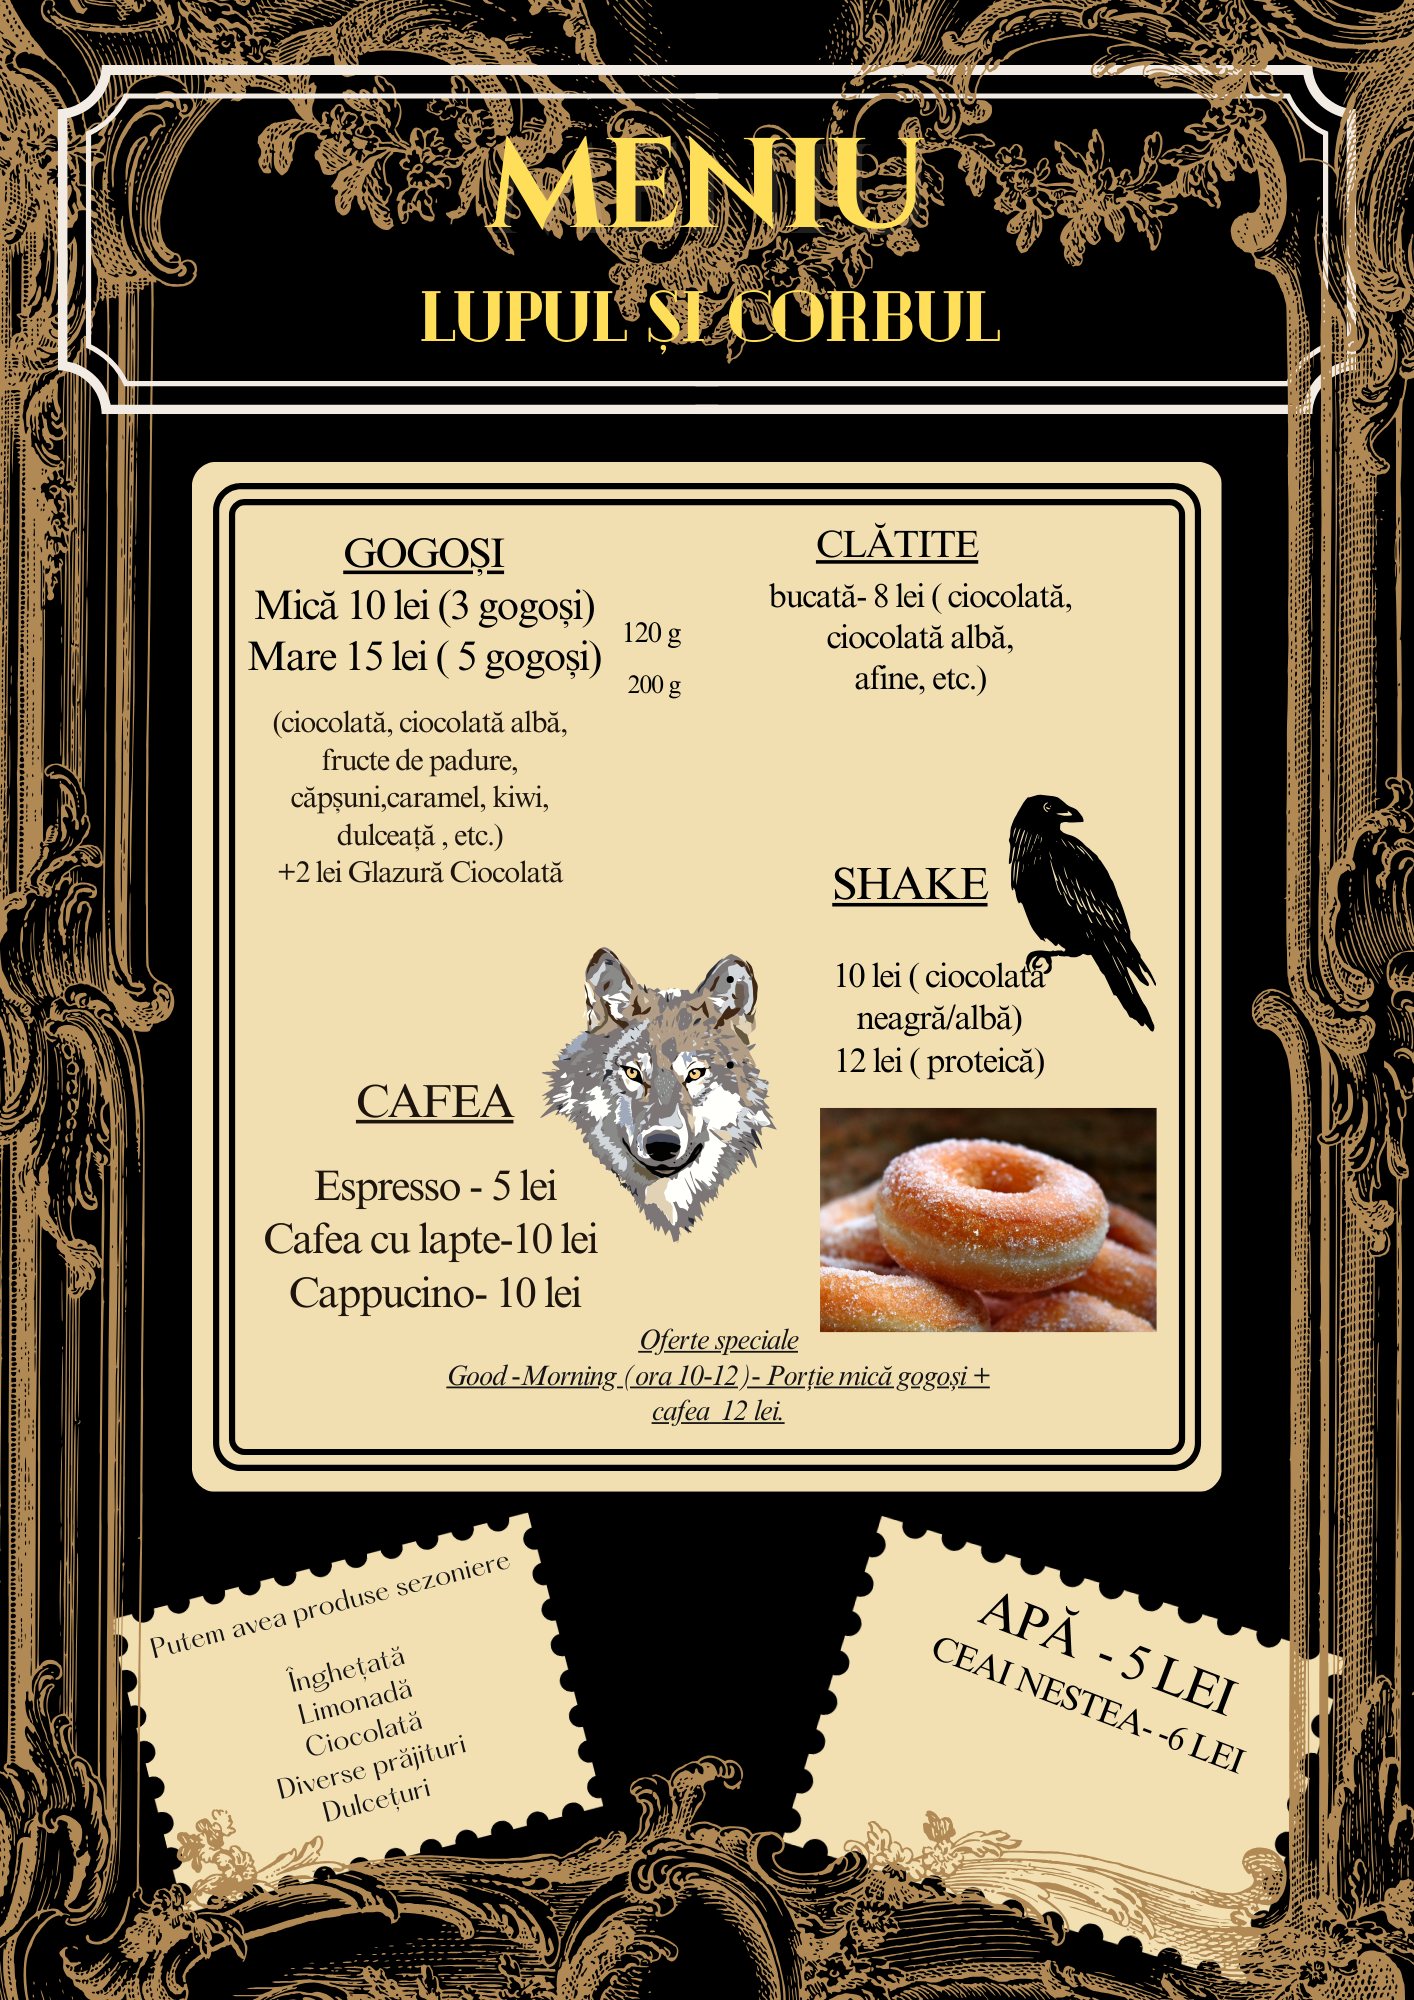 MENIU
LUPUL ȘI CORBUL
GOGOȘI
Mică 10 lei (3 gogoși)
120 g
Mare 15 lei ( 5 gogoși)
200 g
(ciocolată, ciocolată albă,
fructe de padure,
căpșuni,caramel, kiwi,
dulceață , etc.)
+2 lei Glazură Ciocolată
CLĂTITE
bucată- 8 lei ( ciocolată,
ciocolată albă,
afine, etc.)
SHAKE
10 lei ( ciocolată
neagră/albă)
12 lei ( proteică)
CAFEA
Espresso - 5 lei
Cafea cu lapte-10 lei
Cappucino- 10 lei
Oferte speciale
Good -Morning ( ora 10-12 )- Porție mică gogoși +
cafea  12 lei.
Putem avea produse sezoniere
Înghețată
Limonadă
Ciocolată
Diverse prăjituri
Dulcețuri
APĂ - 5 LEI
CEAI NESTEA- -6 LEI